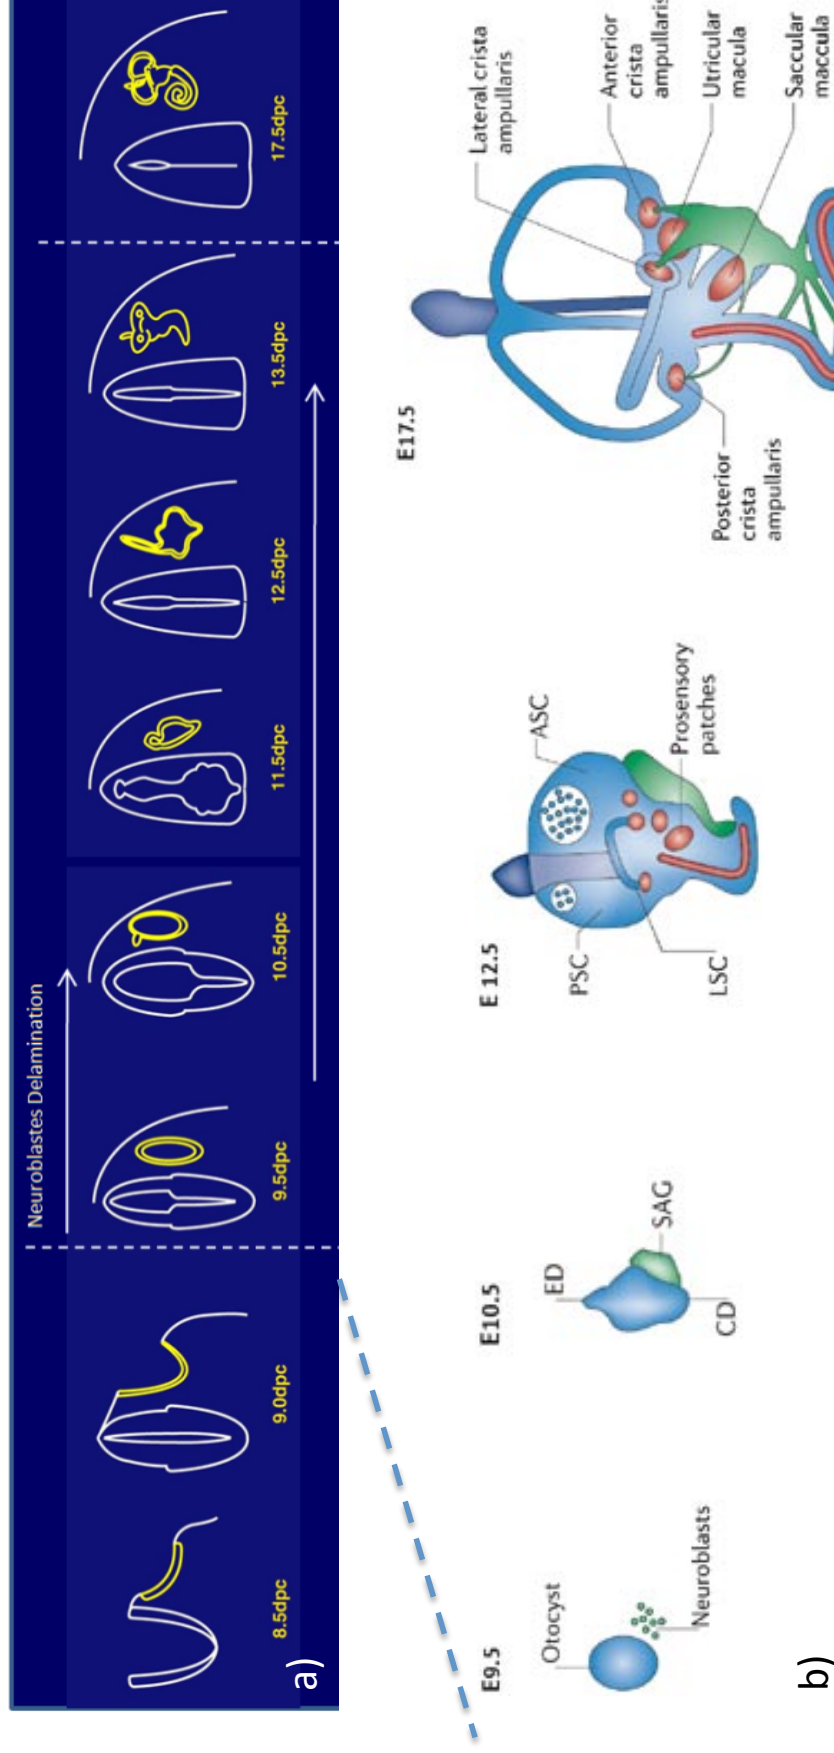 Neuroblastes Delamination
8.5dpc
9.0dpc
9.5dpc
10.5dpc
11.5dpc
12.5dpc
13.5dpc
17.5dpc
a)
E9.5
Otocyst
Neuroblasts
E10.5
ED
SAG
CD
E 12.5
PSC
ASC
LSC
Prosensory
patches
E17.5
Lateral crista
ampullaris
Anterior
crista
ampullaris
Utricular
macula
Saccular
maccula
Posterior
crista
ampullaris
b)